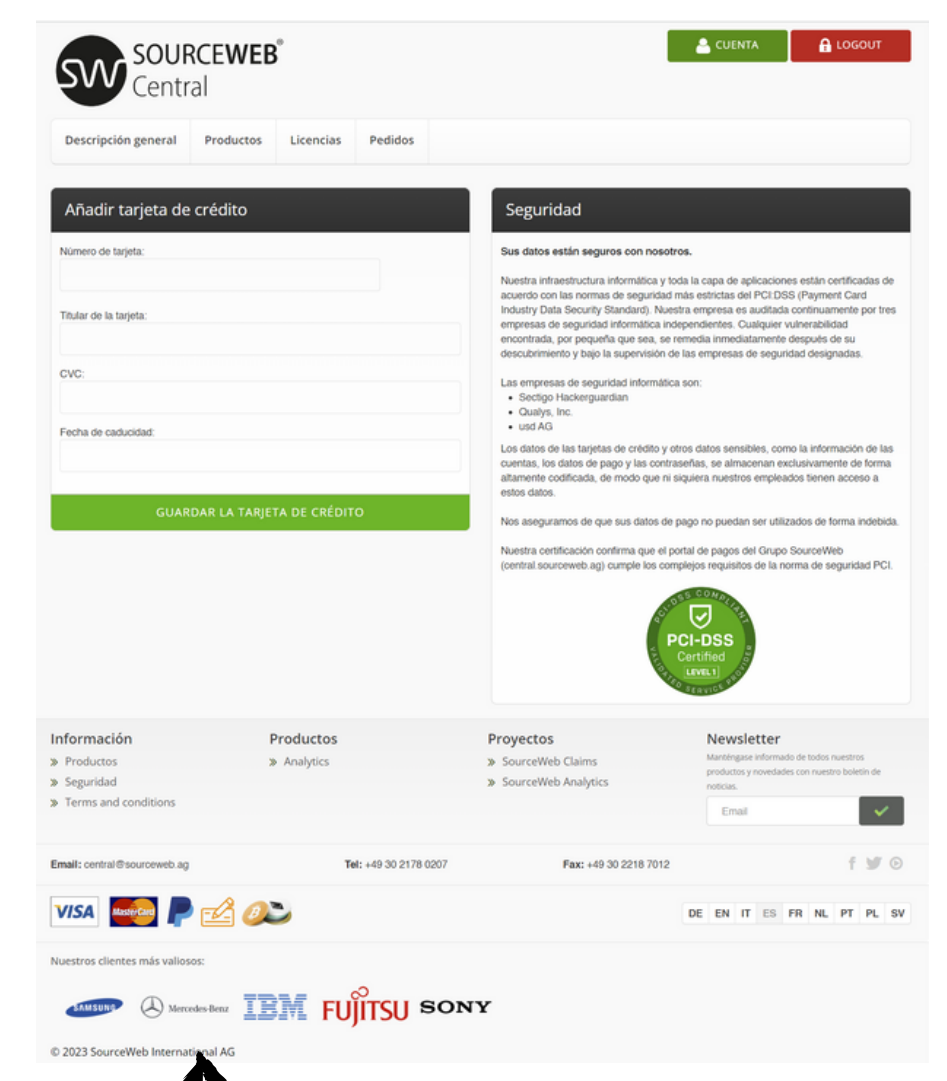 SW SOURCEWEB®
Central
CUENTA
LOGOUT
Descripción general
Productos
Licencias
Pedidos
Añadir tarjeta de crédito
Número de tarjeta:
Titular de la tarjeta:
CVC:
Fecha de caducidad:
GUARDAR LA TARJETA DE CRÉDITO
Seguridad
Sus datos están seguros con nosotros.
Nuestra infraestructura informática y toda la capa de aplicaciones están certificadas de
acuerdo con las normas de seguridad más estrictas del PCI DSS (Payment Card
Industry Data Security Standard). Nuestra empresa es auditada continuamente por tres
empresas de seguridad informática independientes. Cualquier vulnerabilidad
encontrada, por pequeña que sea, se remedia inmediatamente después de su
descubrimiento y bajo la supervisión de las empresas de seguridad designadas.
Las empresas de seguridad informática son:
• Sectigo Hackerguardian
• Qualys, Inc.
• usd AG
Los datos de las tarjetas de crédito y otros datos sensibles, como la información de las
cuentas, los datos de pago y las contraseñas, se almacenan exclusivamente de forma
altamente codificada, de modo que ni siquiera nuestros empleados tienen acceso a
estos datos.
Nos aseguramos de que sus datos de pago no puedan ser utilizados de forma indebida.
Nuestra certificación confirma que el portal de pagos del Grupo SourceWeb
(central.sourceweb.ag) cumple los complejos requisitos de la norma de seguridad PCI.
PCI-DSS COMPLIANT
PCI-DSS
Certified
LEVEL 1
VALIDATED SERVICE PROVIDER
Información
» Productos
» Seguridad
» Terms and conditions
Productos
» Analytics
Proyectos
» SourceWeb Claims
» SourceWeb Analytics
Newsletter
Manténgase informado de todos nuestros
productos y novedades con nuestro boletín de
noticias.
Email
Email: central@sourceweb.ag
Tel: +49 30 2178 0207
Fax: +49 30 2218 7012
VISA MasterCard
DE EN IT ES FR NL PT PL SV
Nuestros clientes más valiosos:
SAMSUNG Mercedes-Benz IBM FUJITSU SONY
© 2023 SourceWeb International AG